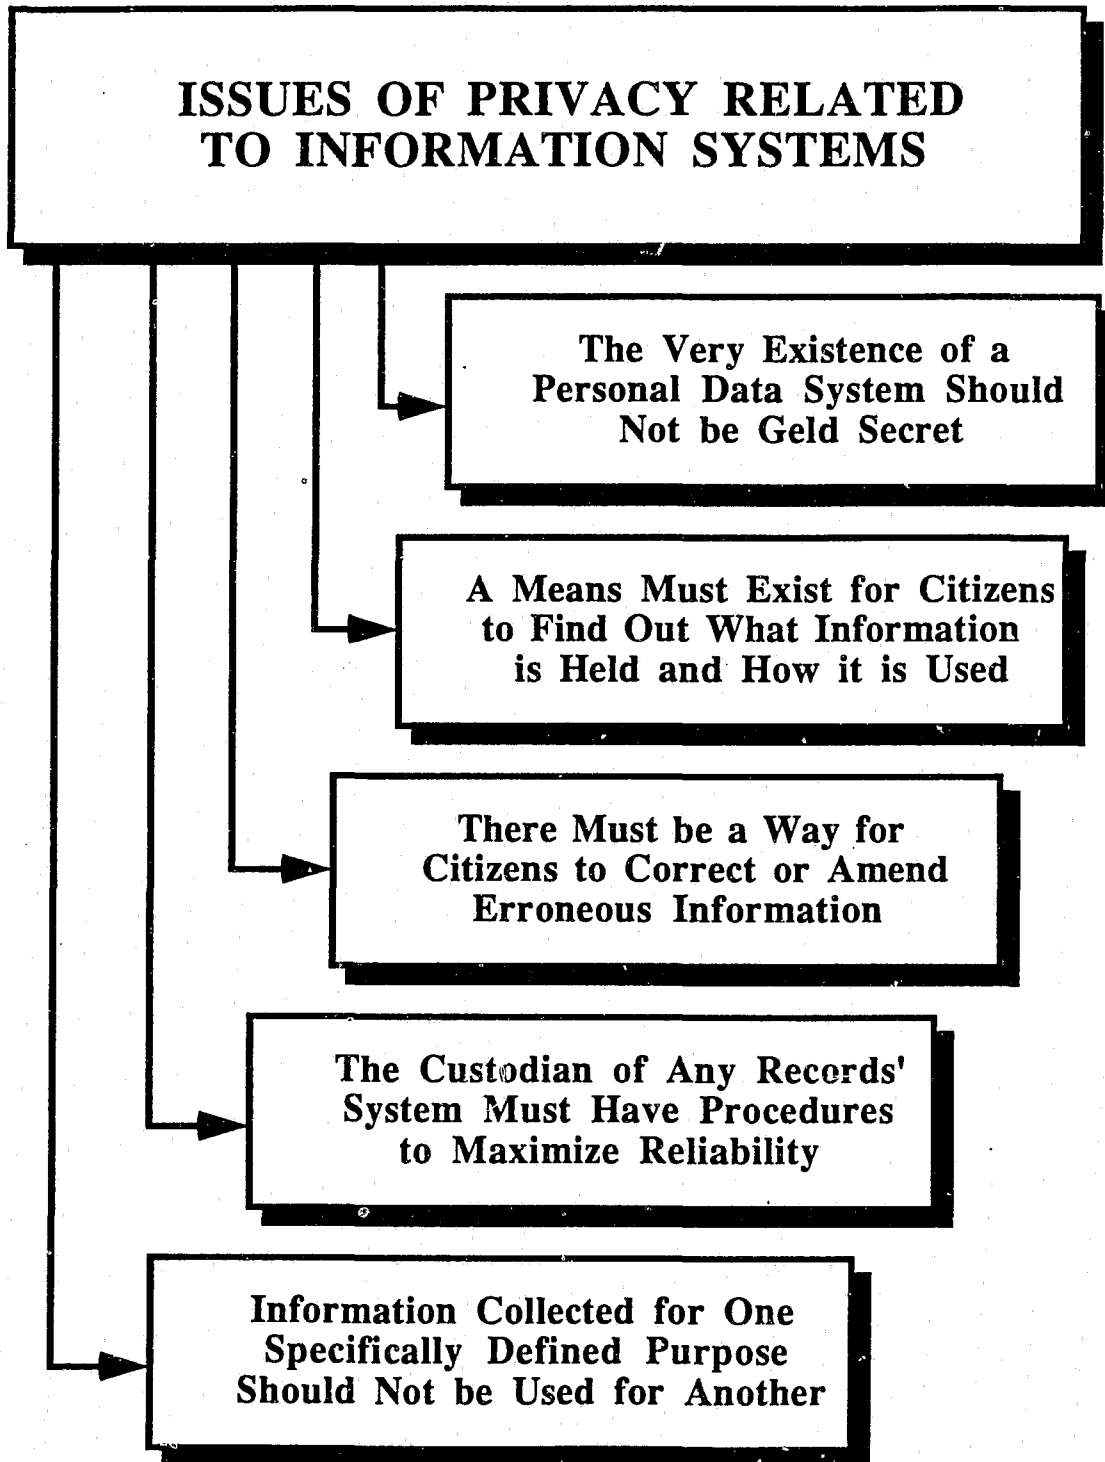 ISSUES OF PRIVACY RELATED
TO INFORMATION SYSTEMS
The Very Existence of a
Personal Data System Should
Not be Geld Secret
A Means Must Exist for Citizens
to Find Out What Information
is Held and How it is Used
There Must be a Way for
Citizens to Correct or Amend
Erroneous Information
The Custodian of Any Records'
System Must Have Procedures
to Maximize Reliability
Information Collected for One
Specifically Defined Purpose
Should Not be Used for Another